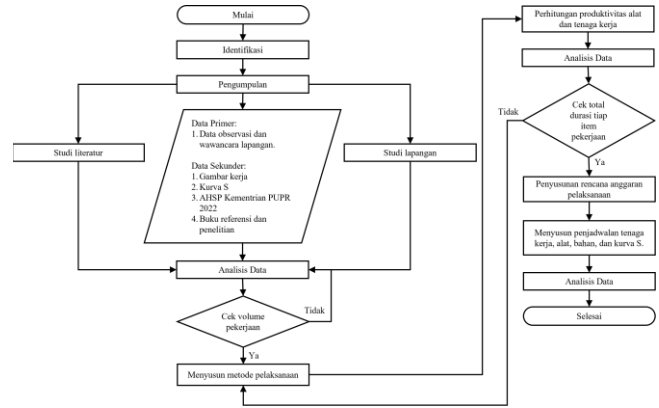 Mulai
Identifikasi
Pengumpulan
Data Primer:
1. Data observasi dan
wawancara lapangan.
Data Sekunder:
1. Gambar kerja
2. Kurva S
3. AHSP Kementrian PUPR
2022
4. Buku referensi dan
penelitian
Studi literatur
Studi lapangan
Analisis Data
Cek volume
pekerjaan
Tidak
Ya
Menyusun metode pelaksanaan
Perhitungan produktivitas alat
dan tenaga kerja
Analisis Data
Cek total
durasi tiap
item
pekerjaan
Tidak
Ya
Penyusunan rencana anggaran
pelaksanaan
Menyusun penjadwalan tenaga
kerja, alat, bahan, dan kurva S.
Analisis Data
Selesai